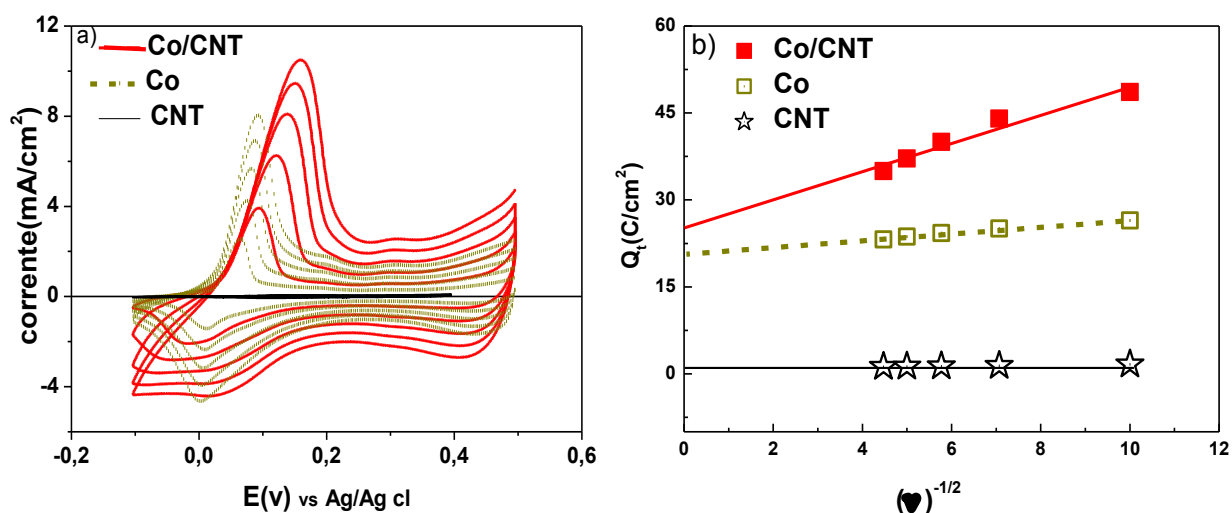 a)
Co/CNT
Co
CNT
corrente(mA/cm²)
12
8
4
0
-4
-0,2
0,0
0,2
0,4
0,6
E(v) vs Ag/Ag cl
b)
Co/CNT
Co
CNT
Qₜ(C/cm²)
60
45
30
15
0
0
2
4
6
8
10
12
(♥)⁻¹/²